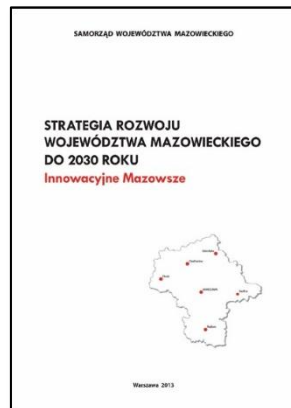 SAMORZĄD WOJEWÓDZTWA MAZOWIECKIEGO
STRATEGIA ROZWOJU
WOJEWÓDZTWA MAZOWIECKIEGO
DO 2030 ROKU
Innowacyjne Mazowsze
Warszawa 2013